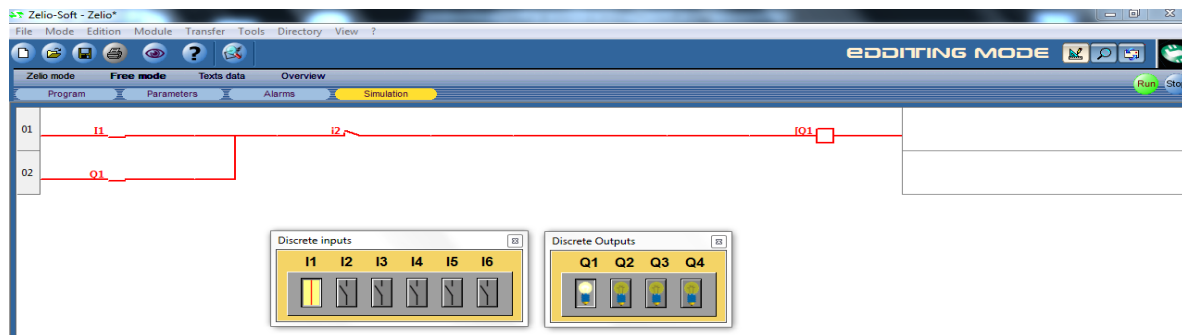 Zelio-Soft - Zelio*
File Mode Edition Module Transfer Tools Directory View ?
EDDITING MODE
Zelio mode Free mode Texts data Overview
Run Stop
Program Parameters Alarms Simulation
01 I1 i2 [Q1
02 Q1
Discrete inputs
I1 I2 I3 I4 I5 I6
Discrete Outputs
Q1 Q2 Q3 Q4